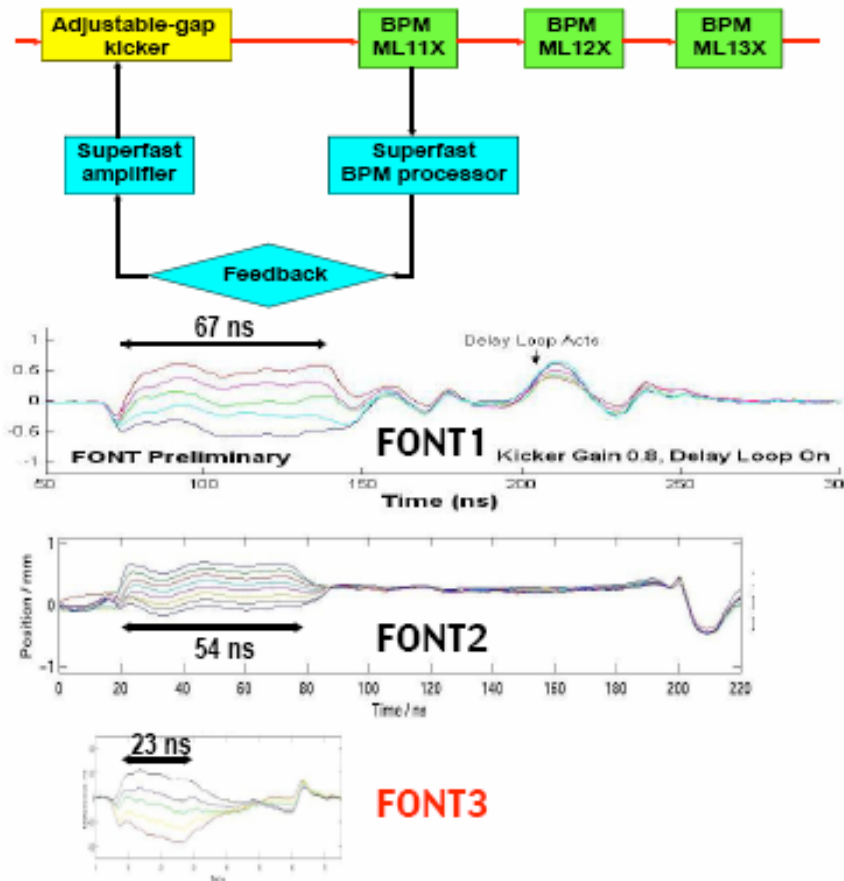 Adjustable-gap
kicker
BPM
ML11X
BPM
ML12X
BPM
ML13X
Superfast
amplifier
Superfast
BPM processor
Feedback
67 ns
Delay Loop Acts
1
0.5
0
-0.5
-1
FONT1
FONT Preliminary
Kicker Gain 0.8, Delay Loop On
50 100 150 200 250 30
Time (ns)
1
0
-1
Position / mm
54 ns
FONT2
0 20 40 60 80 100 120 140 160 180 200 220
Time / ns
23 ns
FONT3